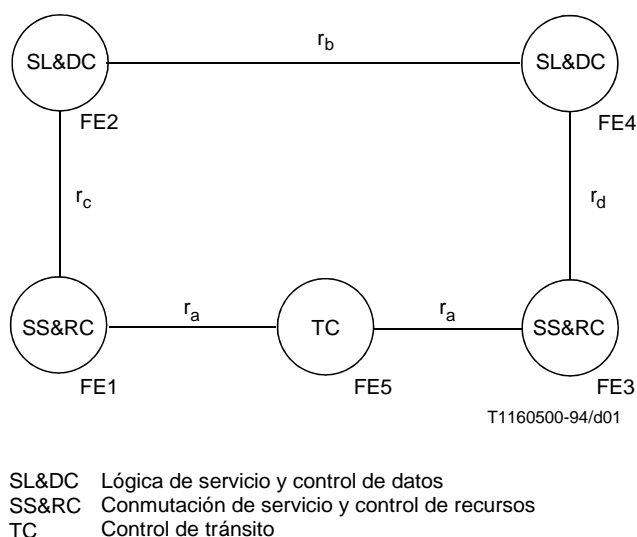 r_b
SL&DC
SL&DC
FE2
FE4
r_c
r_d
r_a
r_a
SS&RC
TC
SS&RC
FE1
FE5
FE3
T1160500-94/d01
SL&DC Lógica de servicio y control de datos
SS&RC Conmutación de servicio y control de recursos
TC Control de tránsito